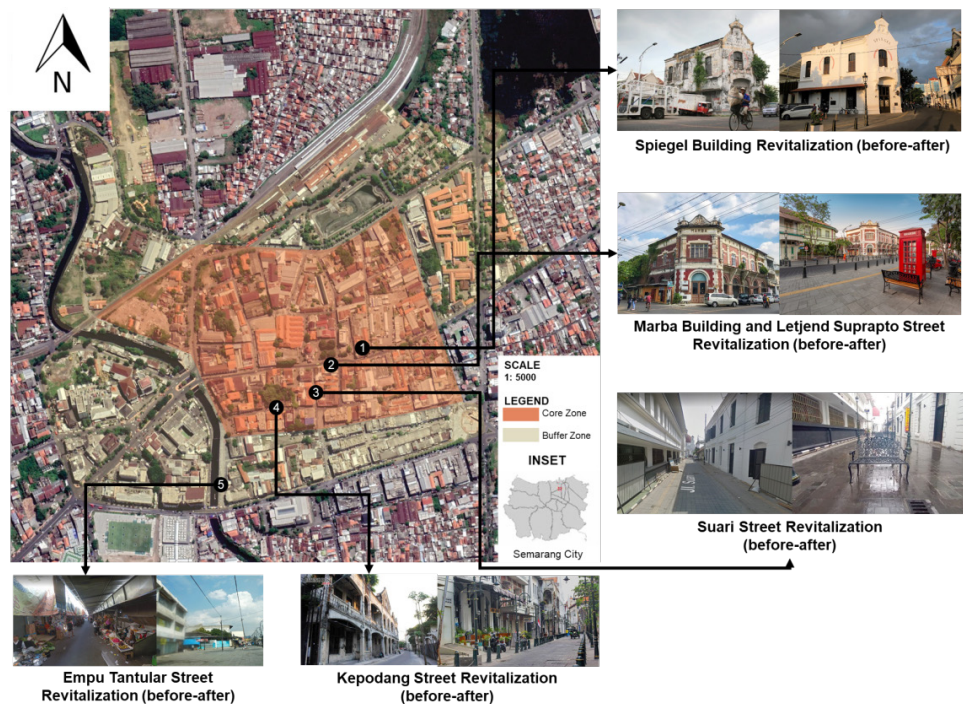 N
Spiegel Building Revitalization (before-after)
MARBA
Marba Building and Letjend Suprapto Street
Revitalization (before-after)
1
2
3
4
5
SCALE
1: 5000
LEGEND
Core Zone
Buffer Zone
INSET
Semarang City
Suari Street Revitalization
(before-after)
Empu Tantular Street
Revitalization (before-after)
Kepodang Street Revitalization
(before-after)